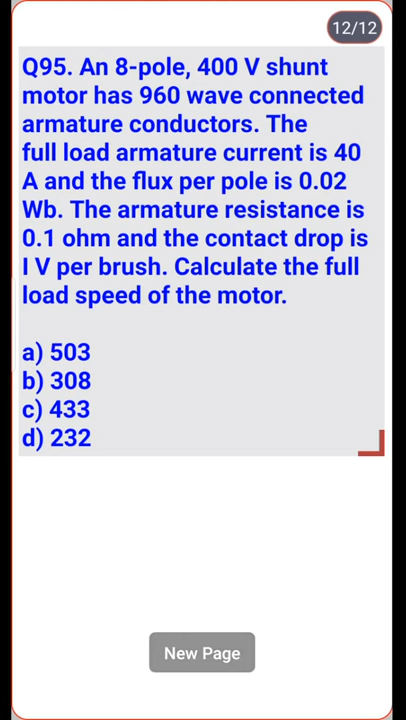 12/12
Q95. An 8-pole, 400 V shunt
motor has 960 wave connected
armature conductors. The
full load armature current is 40
A and the flux per pole is 0.02
Wb. The armature resistance is
0.1 ohm and the contact drop is
I V per brush. Calculate the full
load speed of the motor.
a) 503
b) 308
c) 433
d) 232
New Page